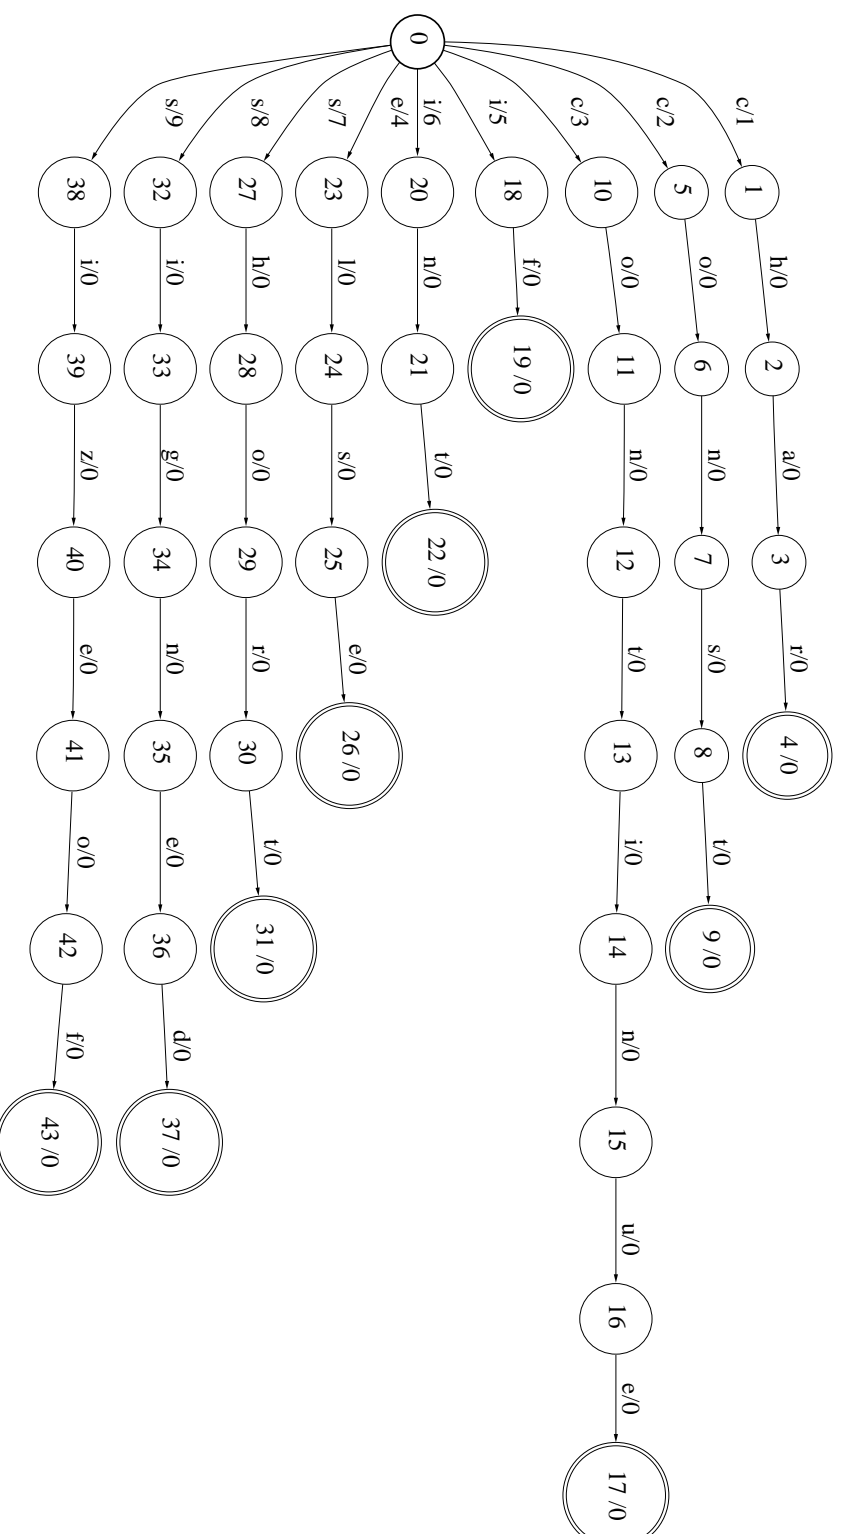 0
c/1 1 h/0 2 a/0 3 r/0 4 /0
c/2 5 o/0 6 n/0 7 s/0 8 t/0 9 /0
c/3 10 o/0 11 n/0 12 t/0 13 i/0 14 n/0 15 u/0 16 e/0 17 /0
i/5 18 f/0 19 /0
i/6 20 n/0 21 t/0 22 /0
e/4
s/7 23 l/0 24 s/0 25 e/0 26 /0
s/8 27 h/0 28 o/0 29 r/0 30 t/0 31 /0
s/9 32 i/0 33 g/0 34 n/0 35 e/0 36 d/0 37 /0
38 i/0 39 z/0 40 e/0 41 o/0 42 f/0 43 /0